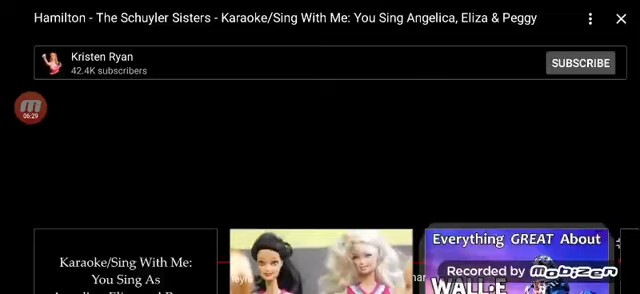 Hamilton - The Schuyler Sisters - Karaoke/Sing With Me: You Sing Angelica, Eliza & Peggy
Kristen Ryan
42.4K subscribers
SUBSCRIBE
06:29
Karaoke/Sing With Me:
You Sing As
Everything GREAT About
WALL-E
Recorded by Mobizen